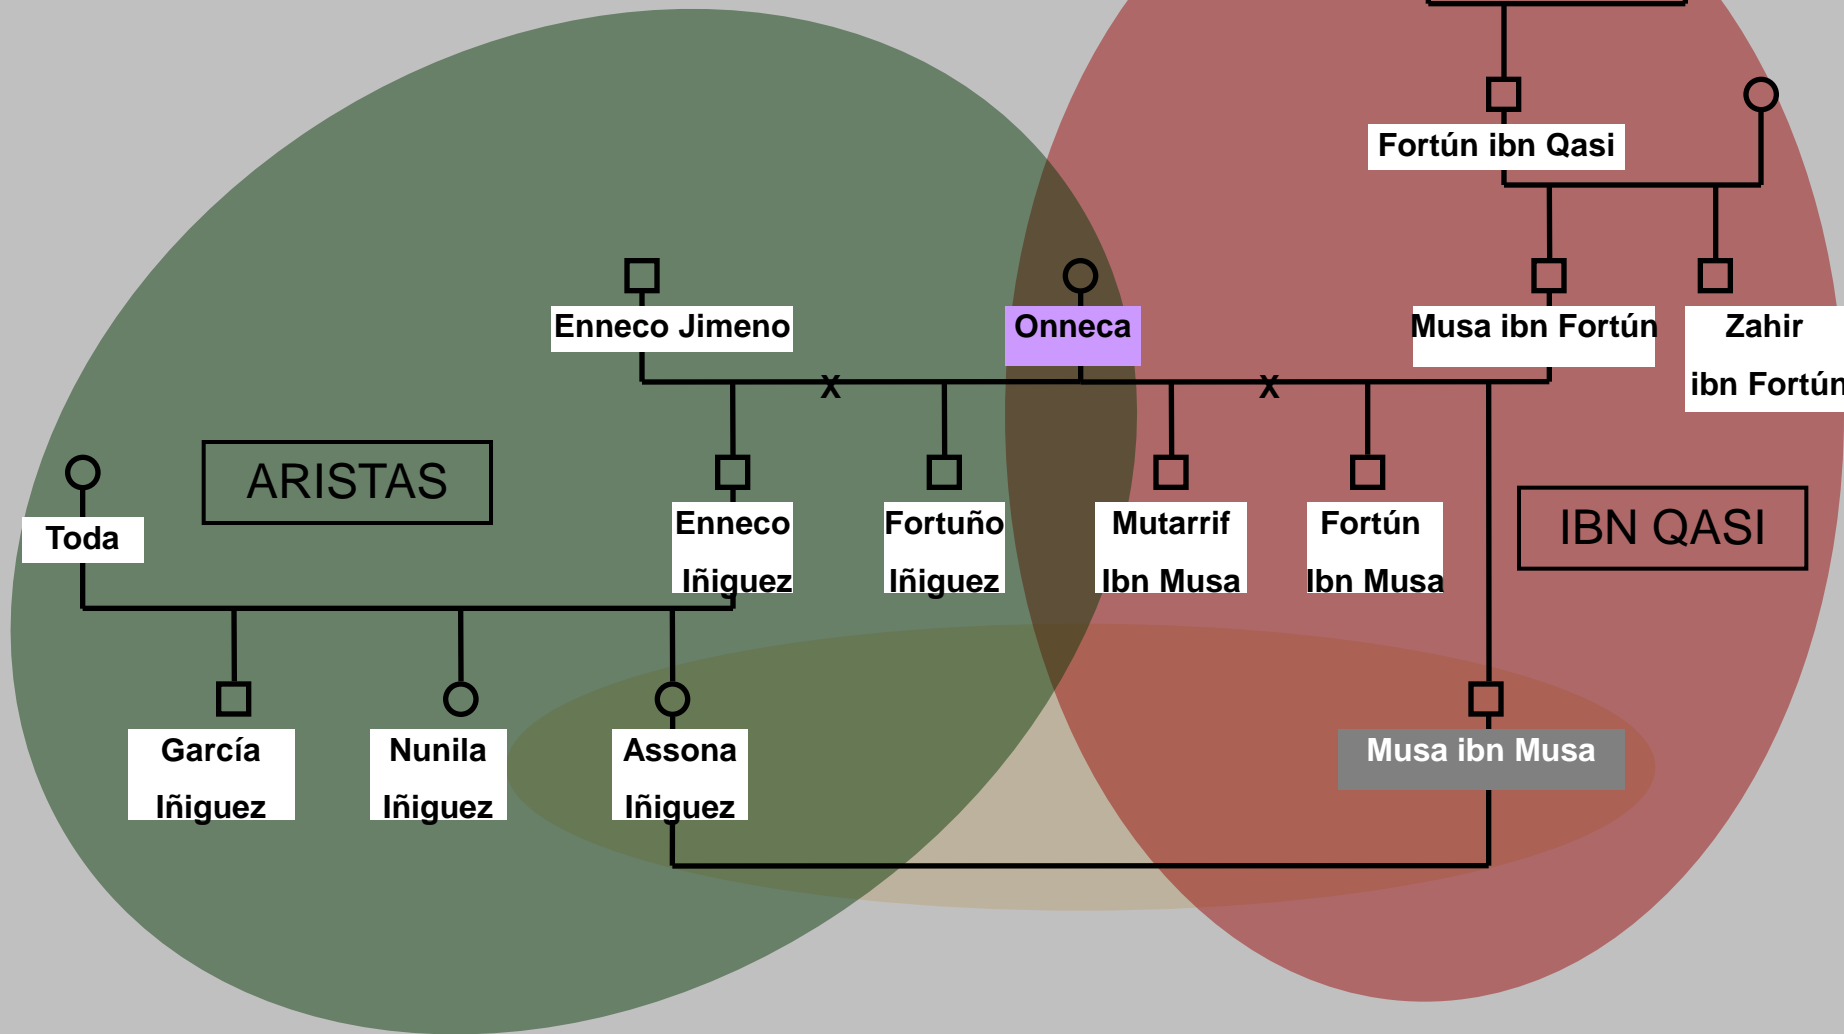 Fortún ibn Qasi
Enneco Jimeno
Onneca
Musa ibn Fortún
Zahir
ibn Fortún
X
X
ARISTAS
IBN QASI
Toda
Enneco
Iñiguez
Fortuño
Iñiguez
Mutarrif
Ibn Musa
Fortún
Ibn Musa
García
Iñiguez
Nunila
Iñiguez
Assona
Iñiguez
Musa ibn Musa